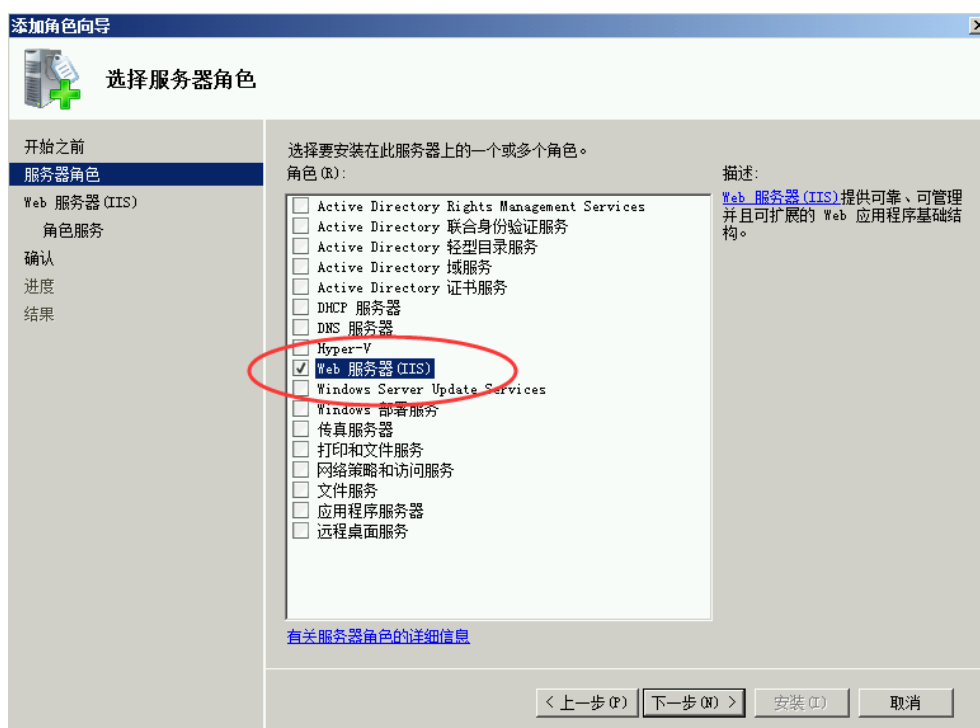 添加角色向导
选择服务器角色
开始之前
服务器角色
Web 服务器(IIS)
角色服务
确认
进度
结果
选择要安装在此服务器上的一个或多个角色。
角色(R):
Active Directory Rights Management Services
Active Directory 联合身份验证服务
Active Directory 轻型目录服务
Active Directory 域服务
Active Directory 证书服务
DHCP 服务器
DNS 服务器
Hyper-V
Web 服务器(IIS)
Windows Server Update Services
Windows 部署服务
传真服务器
打印和文件服务
网络策略和访问服务
文件服务
应用程序服务器
远程桌面服务
有关服务器角色的详细信息
描述:
Web 服务器(IIS)提供可靠、可管理
并且可扩展的 Web 应用程序基础结
构。
< 上一步(P)
下一步(N) >
安装(I)
取消